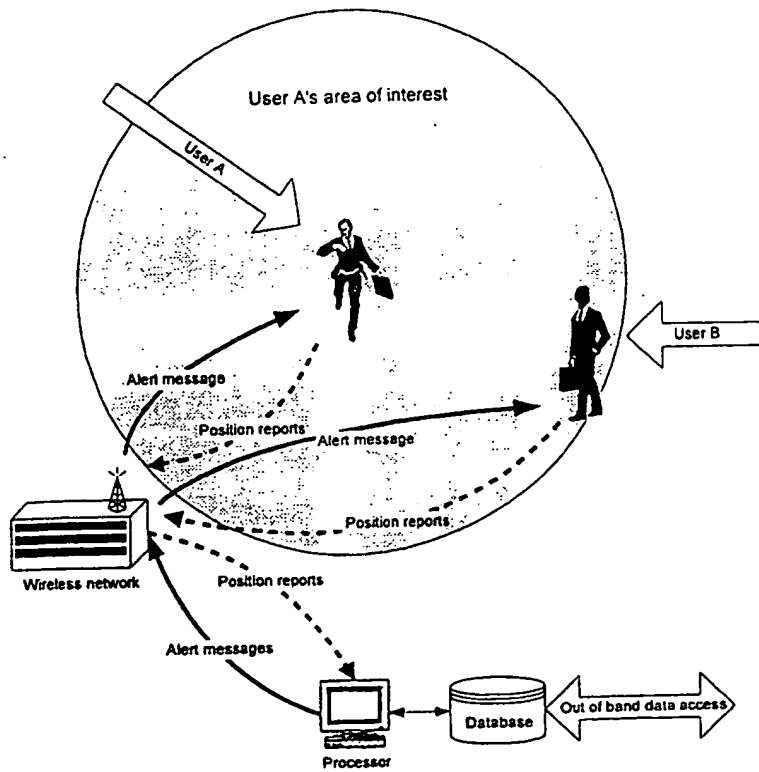 User A's area of interest
User A
User B
Alert message
Position reports
Alert message
Position reports
Wireless network
Position reports
Alert messages
Database
Out of band data access
Processor